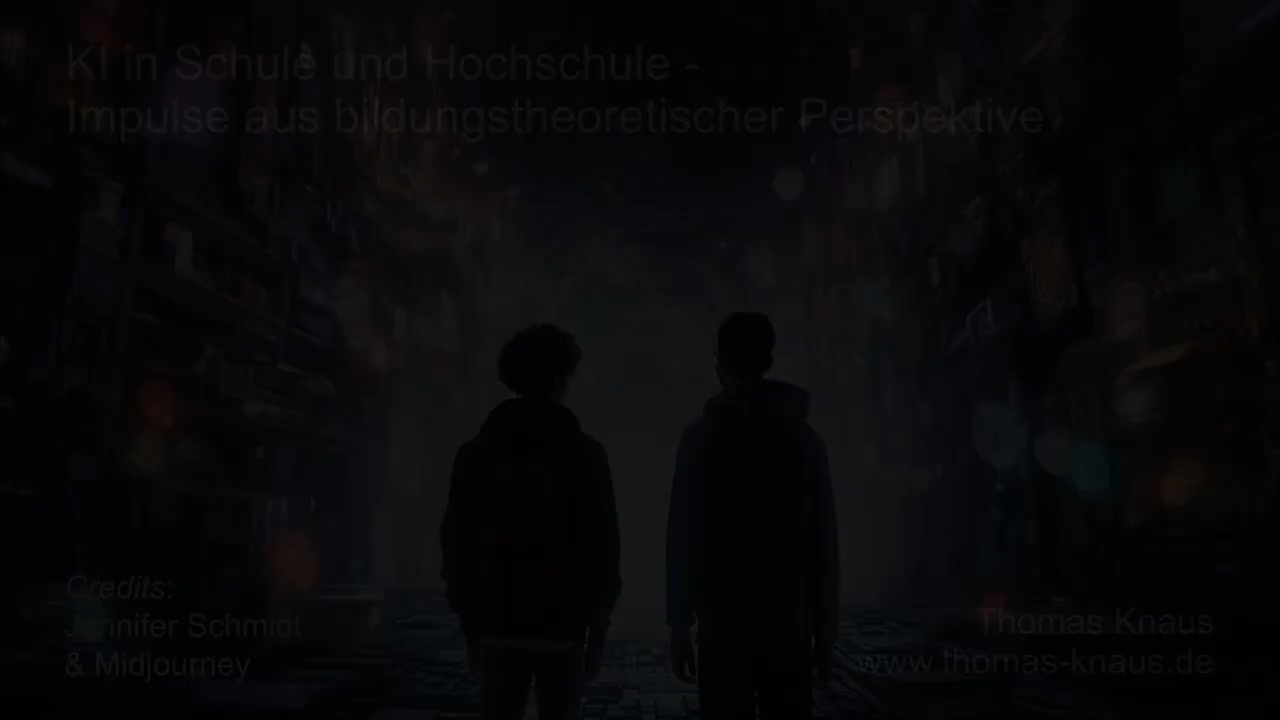 KI in Schule und Hochschule -
Impulse aus bildungstheoretischer Perspektive
Credits:
Jennifer Schmidt
& Midjourney
Thomas Knaus
www.thomas-knaus.de